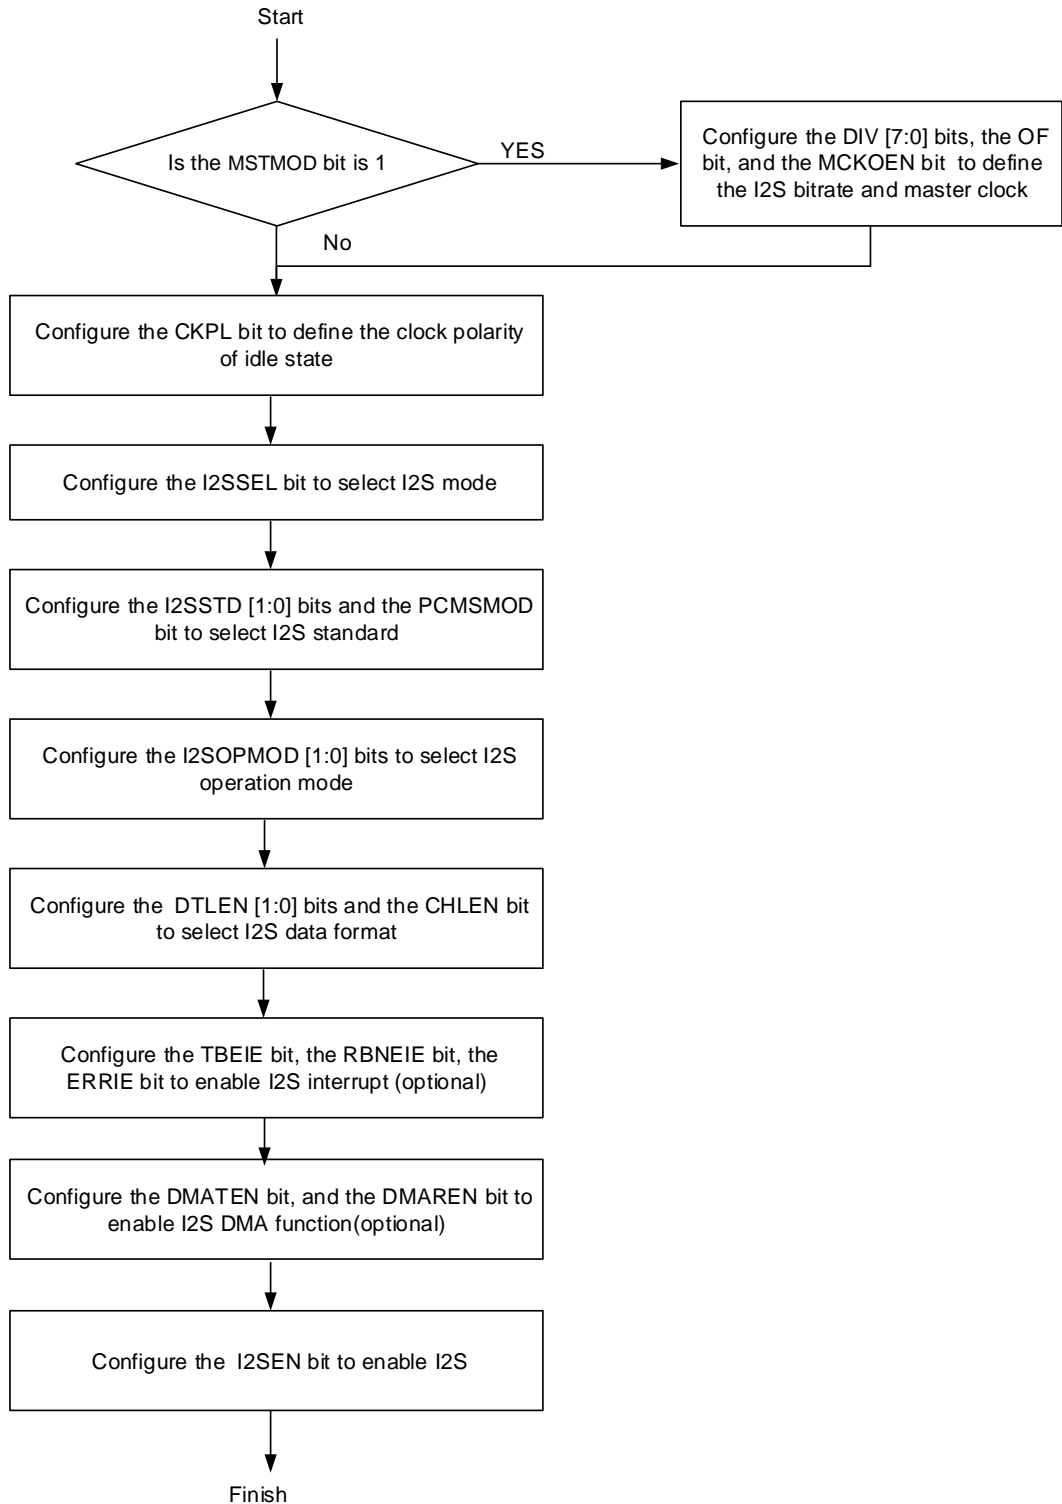 Start
Is the MSTMOD bit is 1
YES
Configure the DIV [7:0] bits, the OF
bit, and the MCKOEN bit to define
the I2S bitrate and master clock
No
Configure the CKPL bit to define the clock polarity
of idle state
Configure the I2SSEL bit to select I2S mode
Configure the I2SSTD [1:0] bits and the PCMSMOD
bit to select I2S standard
Configure the I2SOPMOD [1:0] bits to select I2S
operation mode
Configure the DTLEN [1:0] bits and the CHLEN bit
to select I2S data format
Configure the TBEIE bit, the RBNEIE bit, the
ERRIE bit to enable I2S interrupt (optional)
Configure the DMATEN bit, and the DMAREN bit to
enable I2S DMA function(optional)
Configure the I2SEN bit to enable I2S
Finish